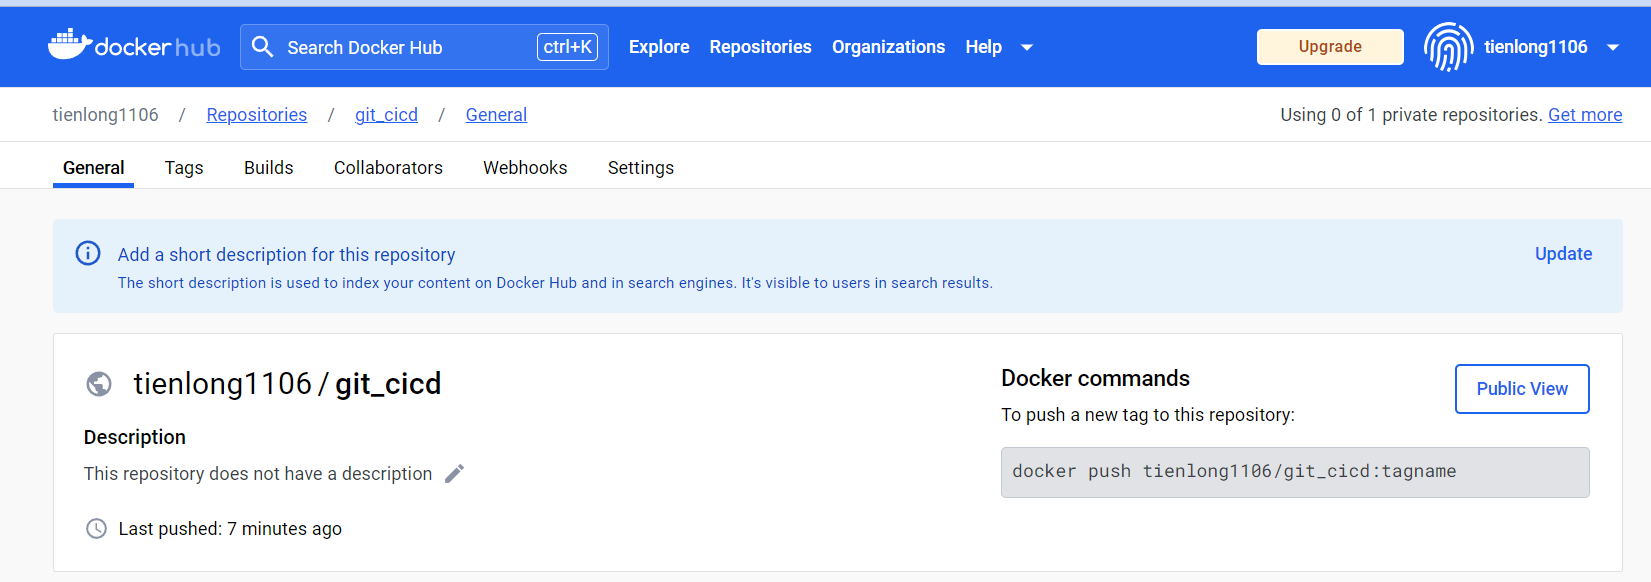 docker hub Search Docker Hub ctrl+K Explore Repositories Organizations Help Upgrade tienlong1106
tienlong1106 / Repositories / git_cicd / General Using 0 of 1 private repositories. Get more
General Tags Builds Collaborators Webhooks Settings
Add a short description for this repository Update
The short description is used to index your content on Docker Hub and in search engines. It's visible to users in search results.
tienlong1106 / git_cicd
Description
This repository does not have a description
Last pushed: 7 minutes ago
Docker commands
Public View
To push a new tag to this repository:
docker push tienlong1106/git_cicd:tagname